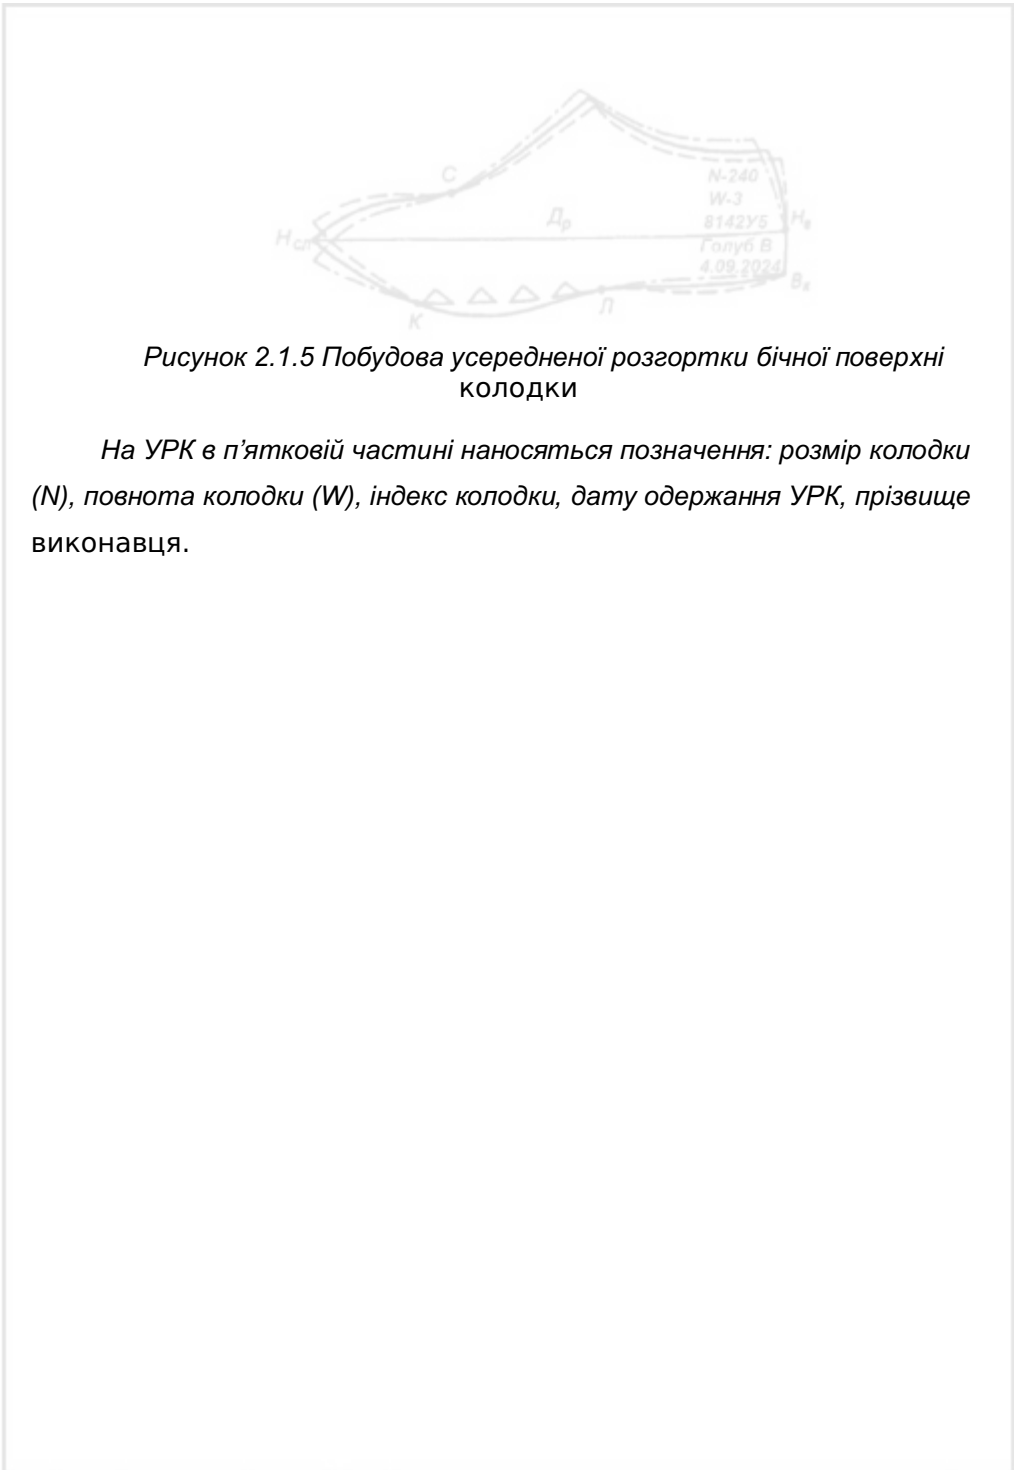 С
N-240
W-3
Др
8142У5
Нв
Нсл
Голуб В
4.09.2024
Вв
Л
К
Рисунок 2.1.5 Побудова усередненої розгортки бічної поверхні
колодки
На УРК в п’ятковій частині наносяться позначення: розмір колодки
(N), повнота колодки (W), індекс колодки, дату одержання УРК, прізвище
виконавця.